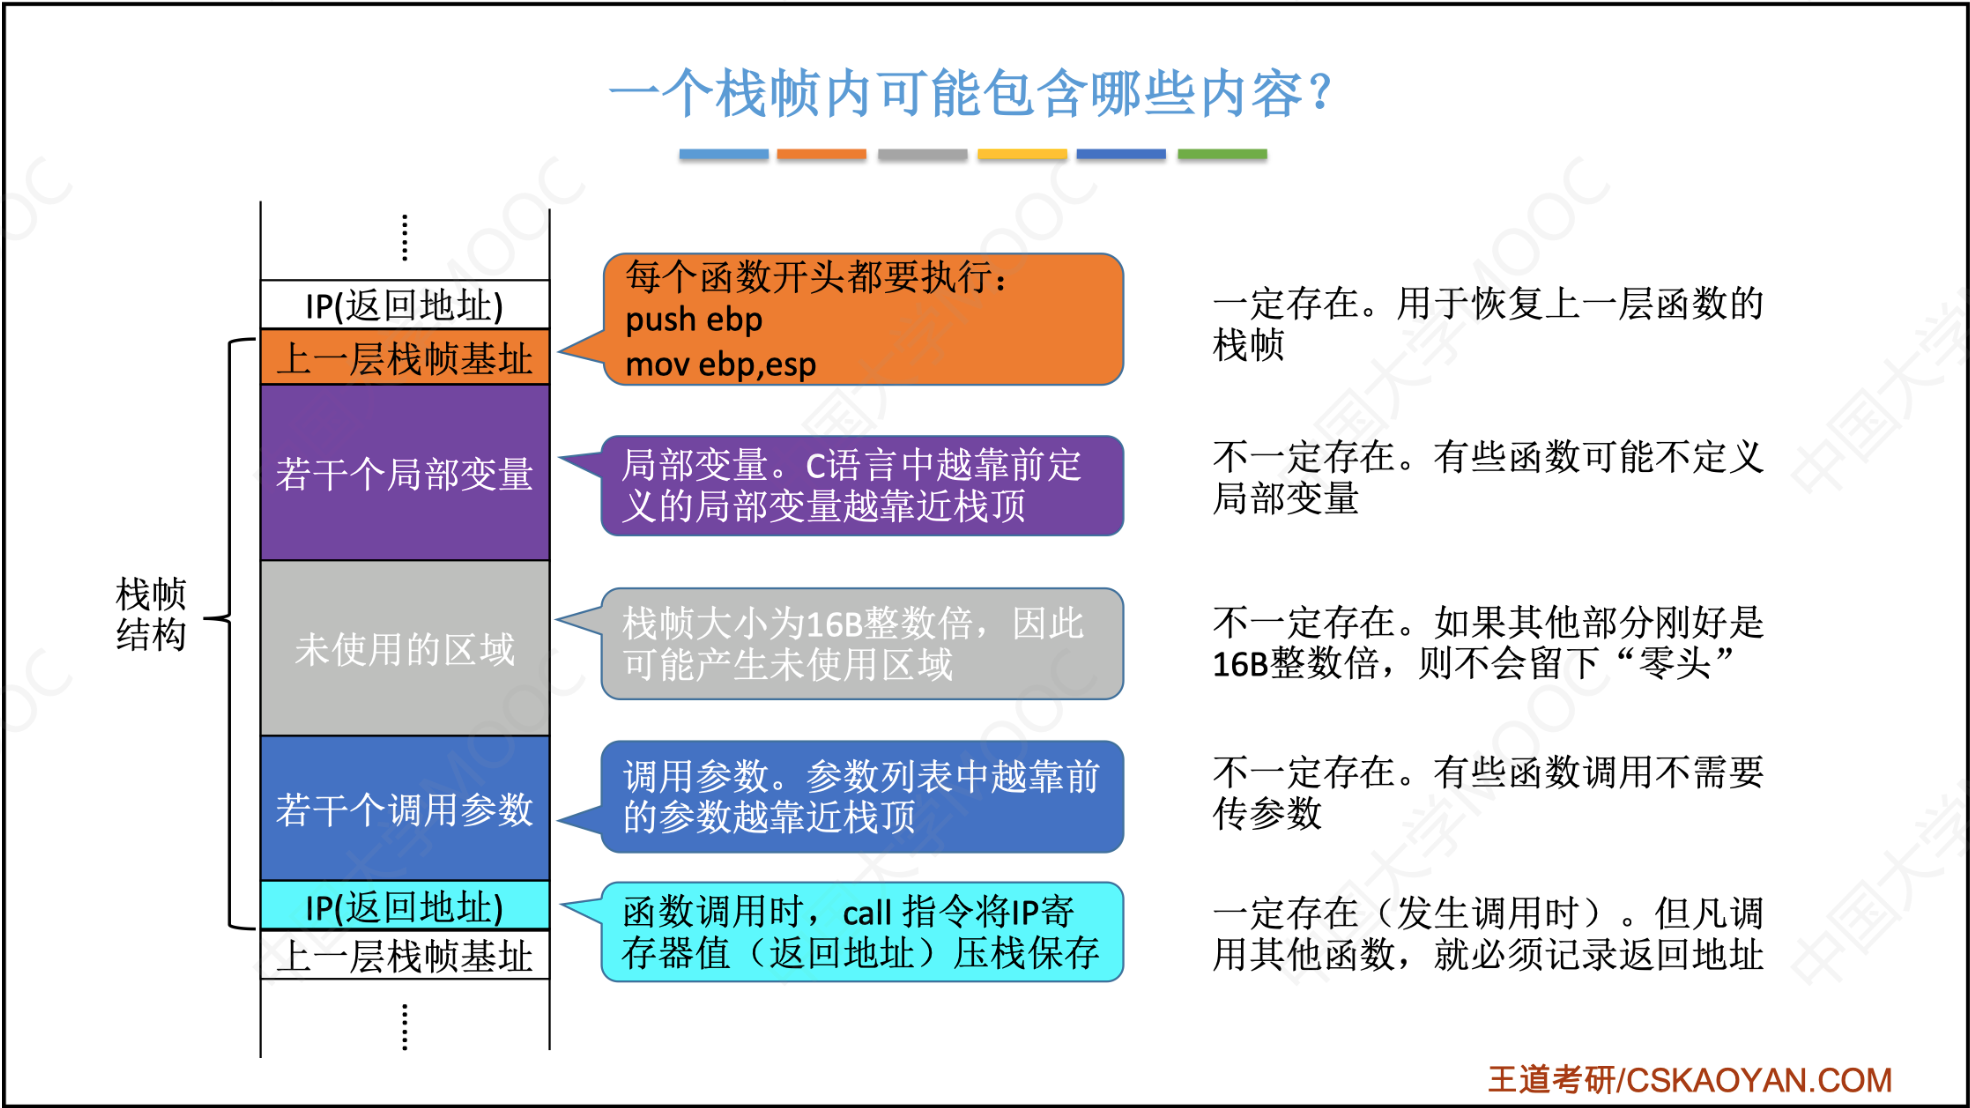 一个栈帧内可能包含哪些内容？
IP(返回地址)
上一层栈帧基址
若干个局部变量
未使用的区域
若干个调用参数
IP(返回地址)
上一层栈帧基址
栈帧
结构
每个函数开头都要执行：
push ebp
mov ebp,esp
一定存在。用于恢复上一层函数的
栈帧
局部变量。C语言中越靠前定
义的局部变量越靠近栈顶
不一定存在。有些函数可能不定义
局部变量
栈帧大小为16B整数倍，因此
可能产生未使用区域
不一定存在。如果其他部分刚好是
16B整数倍，则不会留下“零头”
调用参数。参数列表中越靠前
的参数越靠近栈顶
不一定存在。有些函数调用不需要
传参数
函数调用时，call 指令将IP寄
存器值（返回地址）压栈保存
一定存在（发生调用时）。但凡调
用其他函数，就必须记录返回地址
王道考研/CSKAOYAN.COM
中国大学MOOC